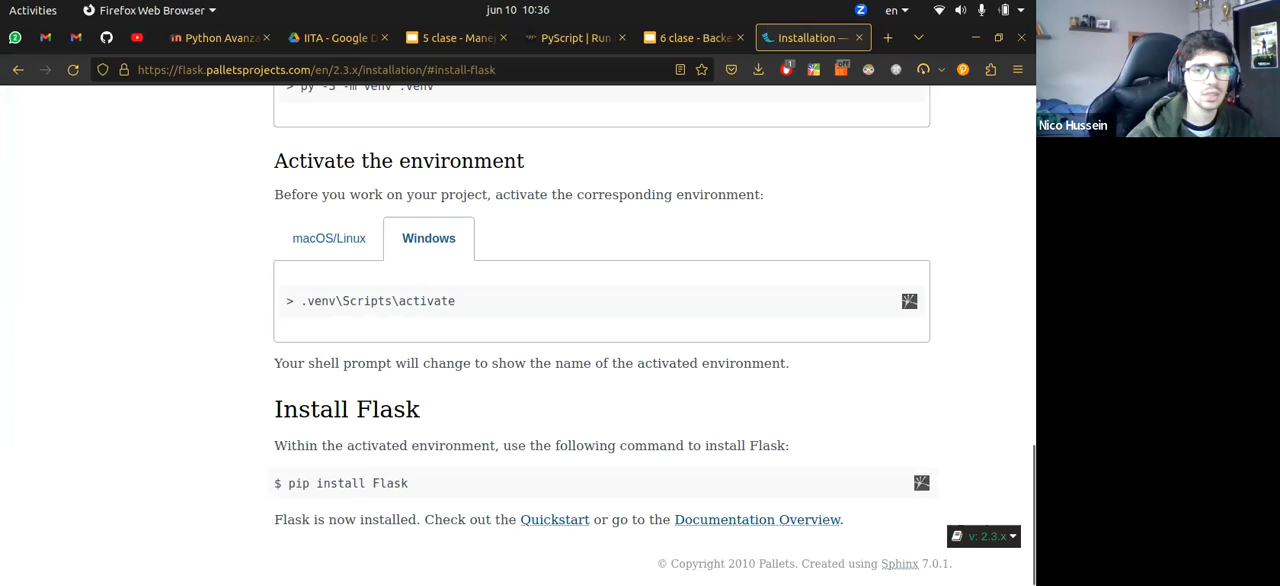 Activities
Firefox Web Browser
jun 10 10:36
Z
en
2
Python Avanza
IITA - Google D
5 clase - Manej
PyScript | Run
6 clase - Backe
Installation —
https://flask.palletsprojects.com/en/2.3.x/installation/#install-flask
1
off
> py -3 -m venv .venv
Nico Hussein
Activate the environment
Before you work on your project, activate the corresponding environment:
macOS/Linux
Windows
> .venv\Scripts\activate
Your shell prompt will change to show the name of the activated environment.
Install Flask
Within the activated environment, use the following command to install Flask:
$ pip install Flask
Flask is now installed. Check out the Quickstart or go to the Documentation Overview.
v: 2.3.x
© Copyright 2010 Pallets. Created using Sphinx 7.0.1.